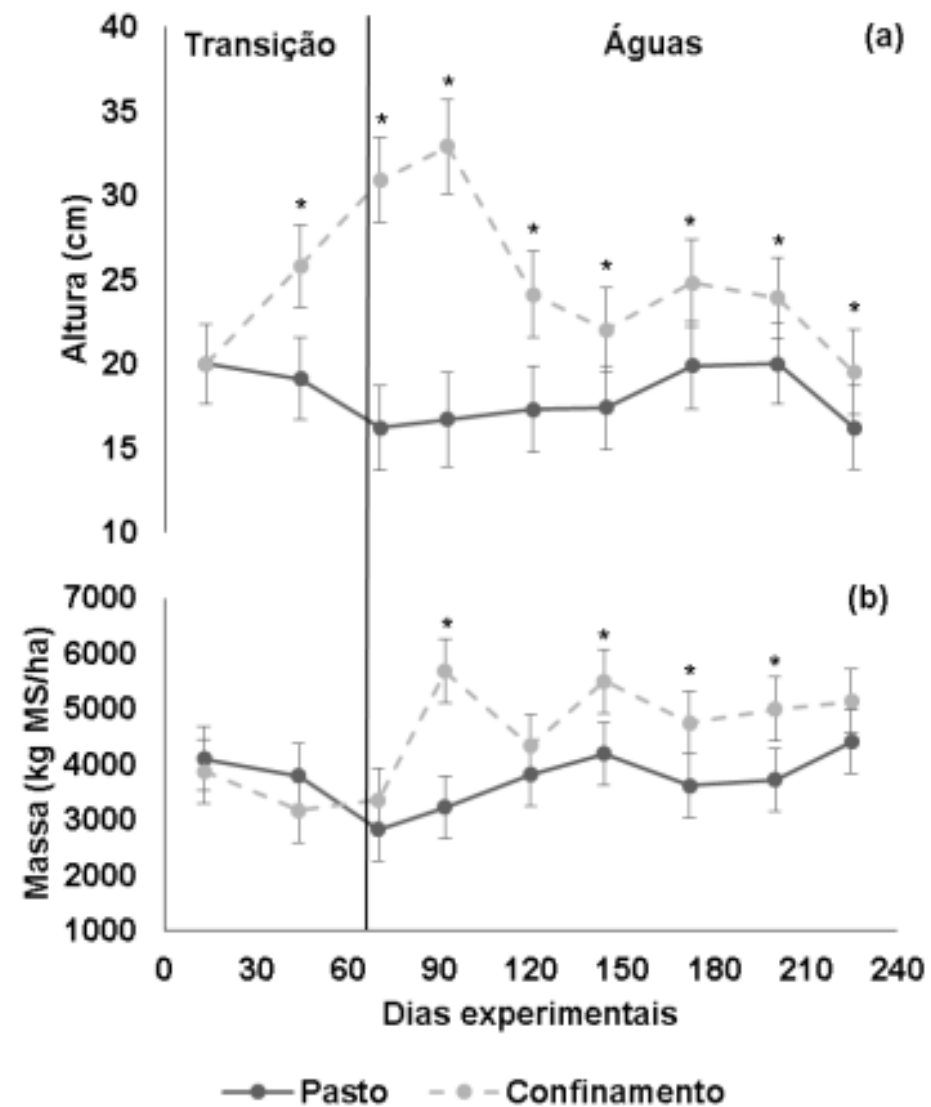 Transição Águas (a)
Altura (cm)
40
35
30
25
20
15
10
* * * * * * * *
(b)
Massa (kg MS/ha)
7000
6000
5000
4000
3000
2000
1000
* * * *
0 30 60 90 120 150 180 210 240
Dias experimentais
Pasto Confinamento